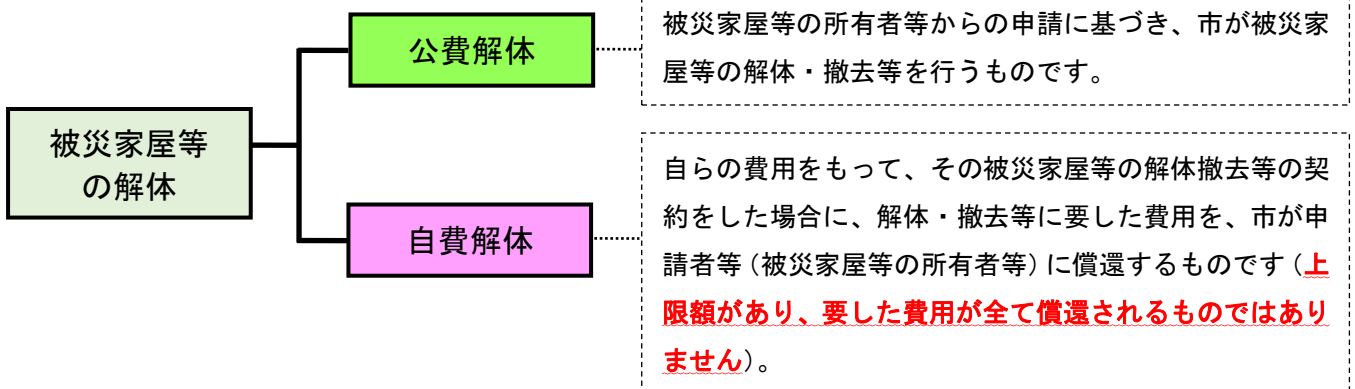 被災家屋等
の解体
公費解体
被災家屋等の所有者等からの申請に基づき、市が被災家
屋等の解体・撤去等を行うものです。
自費解体
自らの費用をもって、その被災家屋等の解体撤去等の契
約をした場合に、解体・撤去等に要した費用を、市が申
請者等(被災家屋等の所有者等)に償還するものです(上
限額があり、要した費用が全て償還されるものではあり
ません)。